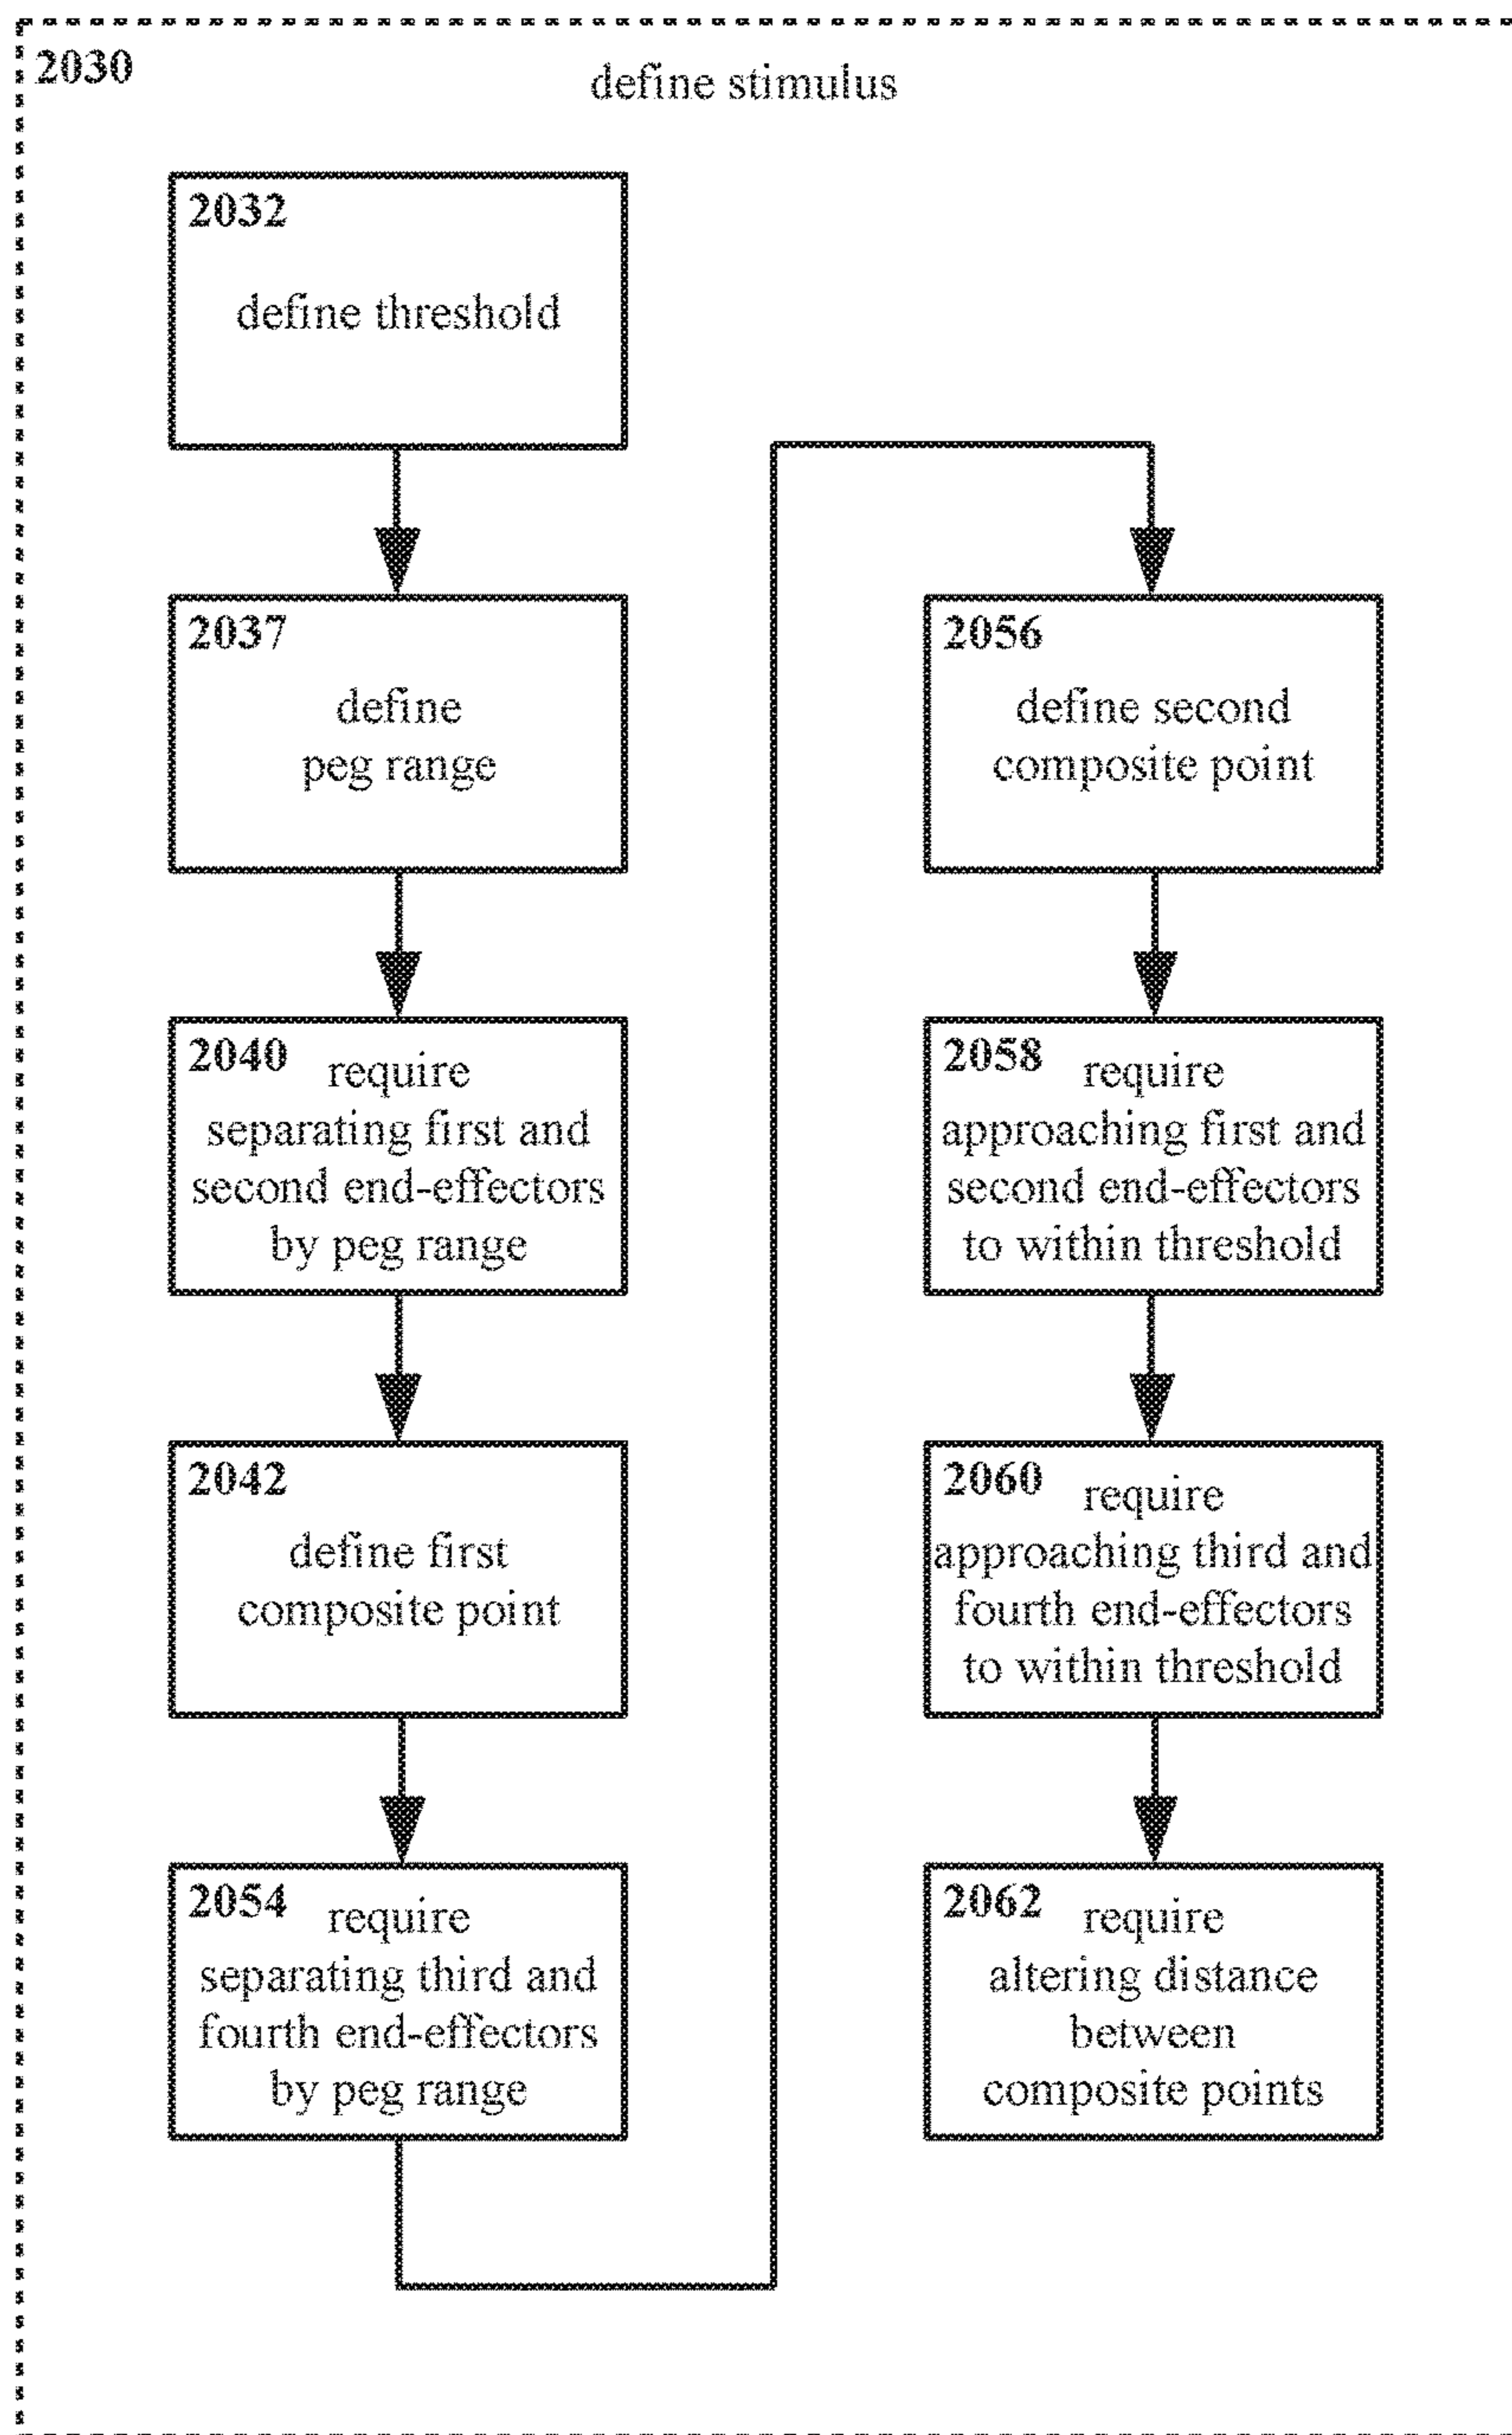 2030
define stimulus
2032
define threshold
2037
define
peg range
2040 require
separating first and
second end-effectors
by peg range
2042
define first
composite point
2054 require
separating third and
fourth end-effectors
by peg range
2056
define second
composite point
2058 require
approaching first and
second end-effectors
to within threshold
2060 require
approaching third and
fourth end-effectors
to within threshold
2062 require
altering distance
between
composite points